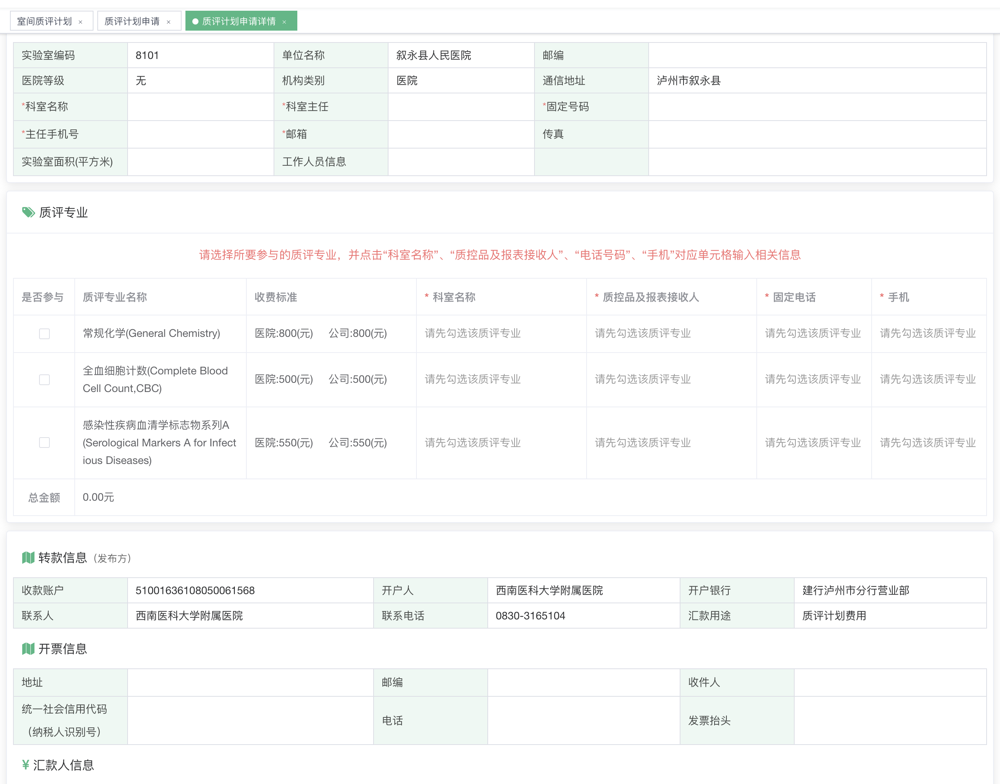 室间质评计划 ×
质评计划申请 ×
质评计划申请详情 ×
实验室编码 8101 单位名称 叙永县人民医院 邮编
医院等级 无 机构类别 医院 通信地址 泸州市叙永县
*科室名称 *科室主任 *固定号码
*主任手机号 *邮箱 传真
实验室面积(平方米) 工作人员信息
质评专业
请选择所要参与的质评专业，并点击“科室名称”、“质控品及报表接收人”、“电话号码”、“手机”对应单元格输入相关信息
是否参与 质评专业名称 收费标准 * 科室名称 * 质控品及报表接收人 * 固定电话 * 手机
常规化学(General Chemistry) 医院:800(元) 公司:800(元) 请先勾选该质评专业 请先勾选该质评专业 请先勾选该质评专业 请先勾选该质评专业
全血细胞计数(Complete Blood
Cell Count,CBC)
医院:500(元) 公司:500(元) 请先勾选该质评专业 请先勾选该质评专业 请先勾选该质评专业 请先勾选该质评专业
感染性疾病血清学标志物系列A
(Serological Markers A for Infect
ious Diseases)
医院:550(元) 公司:550(元) 请先勾选该质评专业 请先勾选该质评专业 请先勾选该质评专业 请先勾选该质评专业
总金额 0.00元
转款信息（发布方）
收款账户 51001636108050061568 开户人 西南医科大学附属医院 开户银行 建行泸州市分行营业部
联系人 西南医科大学附属医院 联系电话 0830-3165104 汇款用途 质评计划费用
开票信息
地址 邮编 收件人
统一社会信用代码
（纳税人识别号）
电话 发票抬头
¥ 汇款人信息